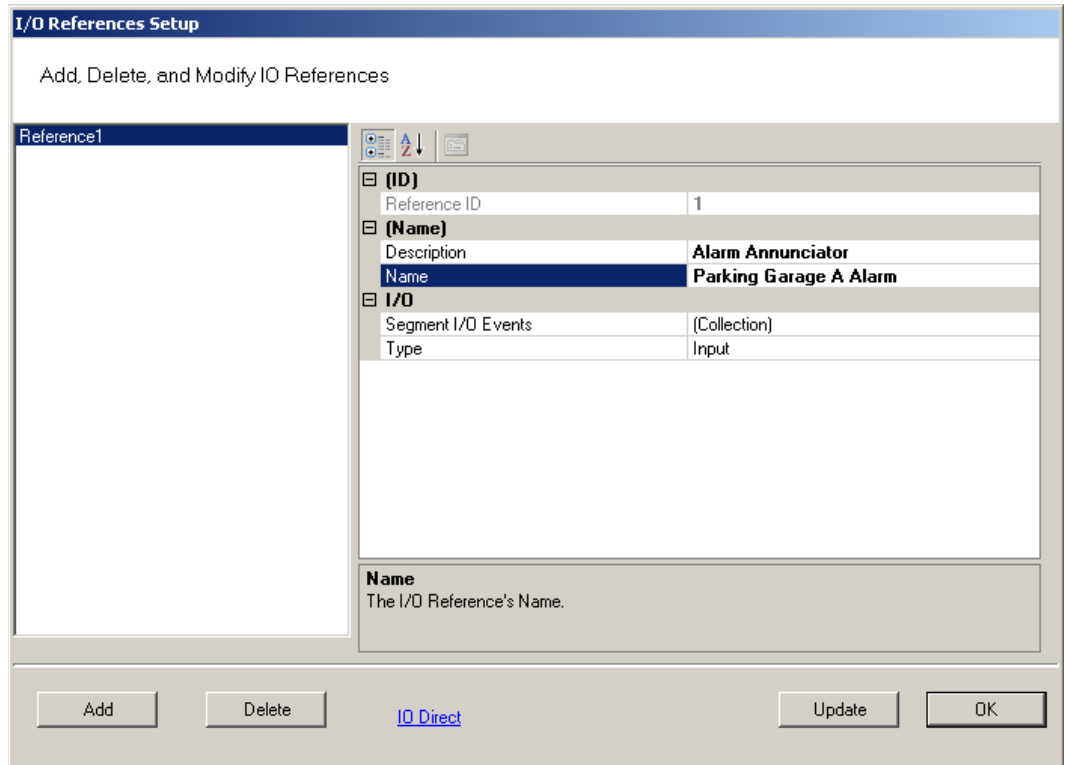 I/O References Setup
Add, Delete, and Modify IO References
Reference1
(ID)
Reference ID 1
(Name)
Description Alarm Annunciator
Name Parking Garage A Alarm
I/O
Segment I/O Events (Collection)
Type Input
Name
The I/O Reference's Name.
Add Delete IO Direct Update OK